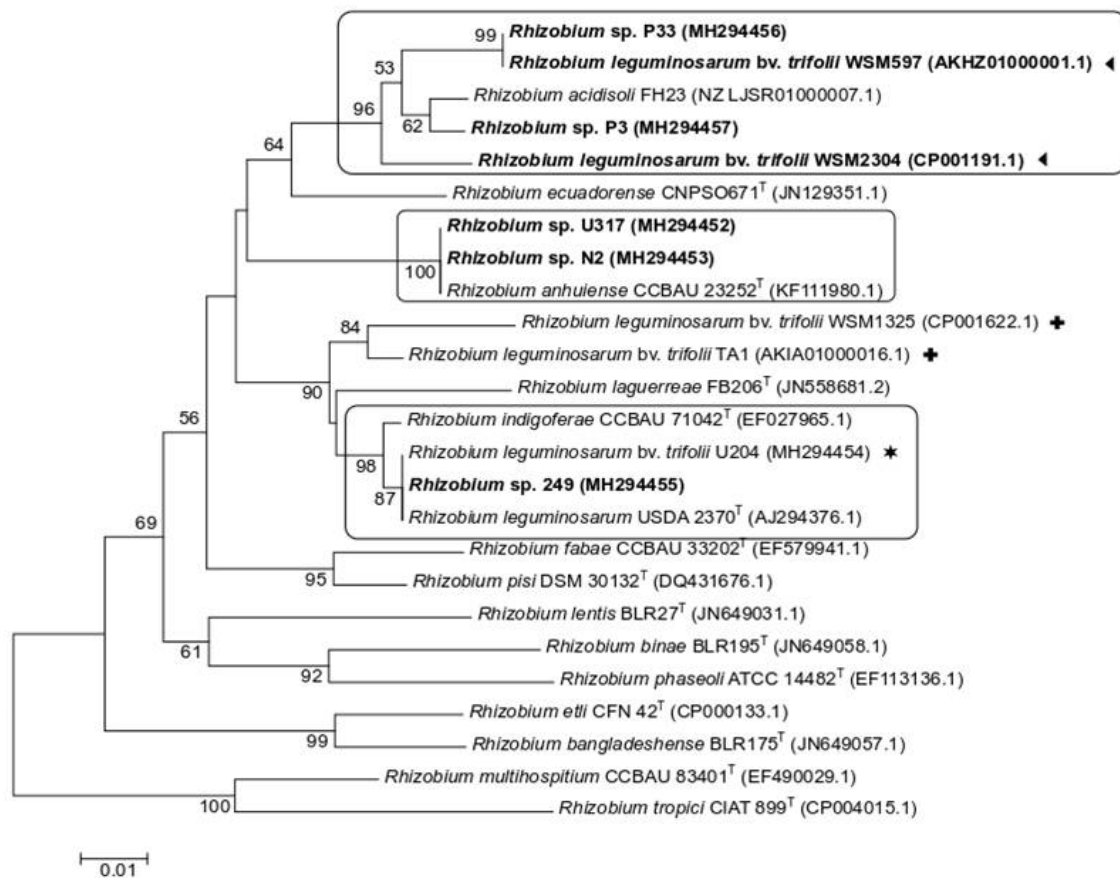 Rhizobium sp. P33 (MH294456)
99
Rhizobium leguminosarum bv. trifolii WSM597 (AKHZ01000001.1)
53
Rhizobium acidisoli FH23 (NZ LJSR01000007.1)
96
62
Rhizobium sp. P3 (MH294457)
64
Rhizobium leguminosarum bv. trifolii WSM2304 (CP001191.1)
Rhizobium ecuadorense CNPSO671T (JN129351.1)
Rhizobium sp. U317 (MH294452)
Rhizobium sp. N2 (MH294453)
100
Rhizobium anhuiense CCBAU 23252T (KF111980.1)
84
Rhizobium leguminosarum bv. trifolii WSM1325 (CP001622.1)
Rhizobium leguminosarum bv. trifolii TA1 (AKIA01000016.1)
90
Rhizobium laguerreae FB206T (JN558681.2)
56
Rhizobium indigoferae CCBAU 71042T (EF027965.1)
Rhizobium leguminosarum bv. trifolii U204 (MH294454)
98
Rhizobium sp. 249 (MH294455)
87
Rhizobium leguminosarum USDA 2370T (AJ294376.1)
69
Rhizobium fabae CCBAU 33202T (EF579941.1)
95
Rhizobium pisi DSM 30132T (DQ431676.1)
Rhizobium lentis BLR27T (JN649031.1)
61
Rhizobium binae BLR195T (JN649058.1)
92
Rhizobium phaseoli ATCC 14482T (EF113136.1)
Rhizobium etli CFN 42T (CP000133.1)
99
Rhizobium bangladeshense BLR175T (JN649057.1)
Rhizobium multihospitium CCBAU 83401T (EF490029.1)
100
Rhizobium tropici CIAT 899T (CP004015.1)
0.01